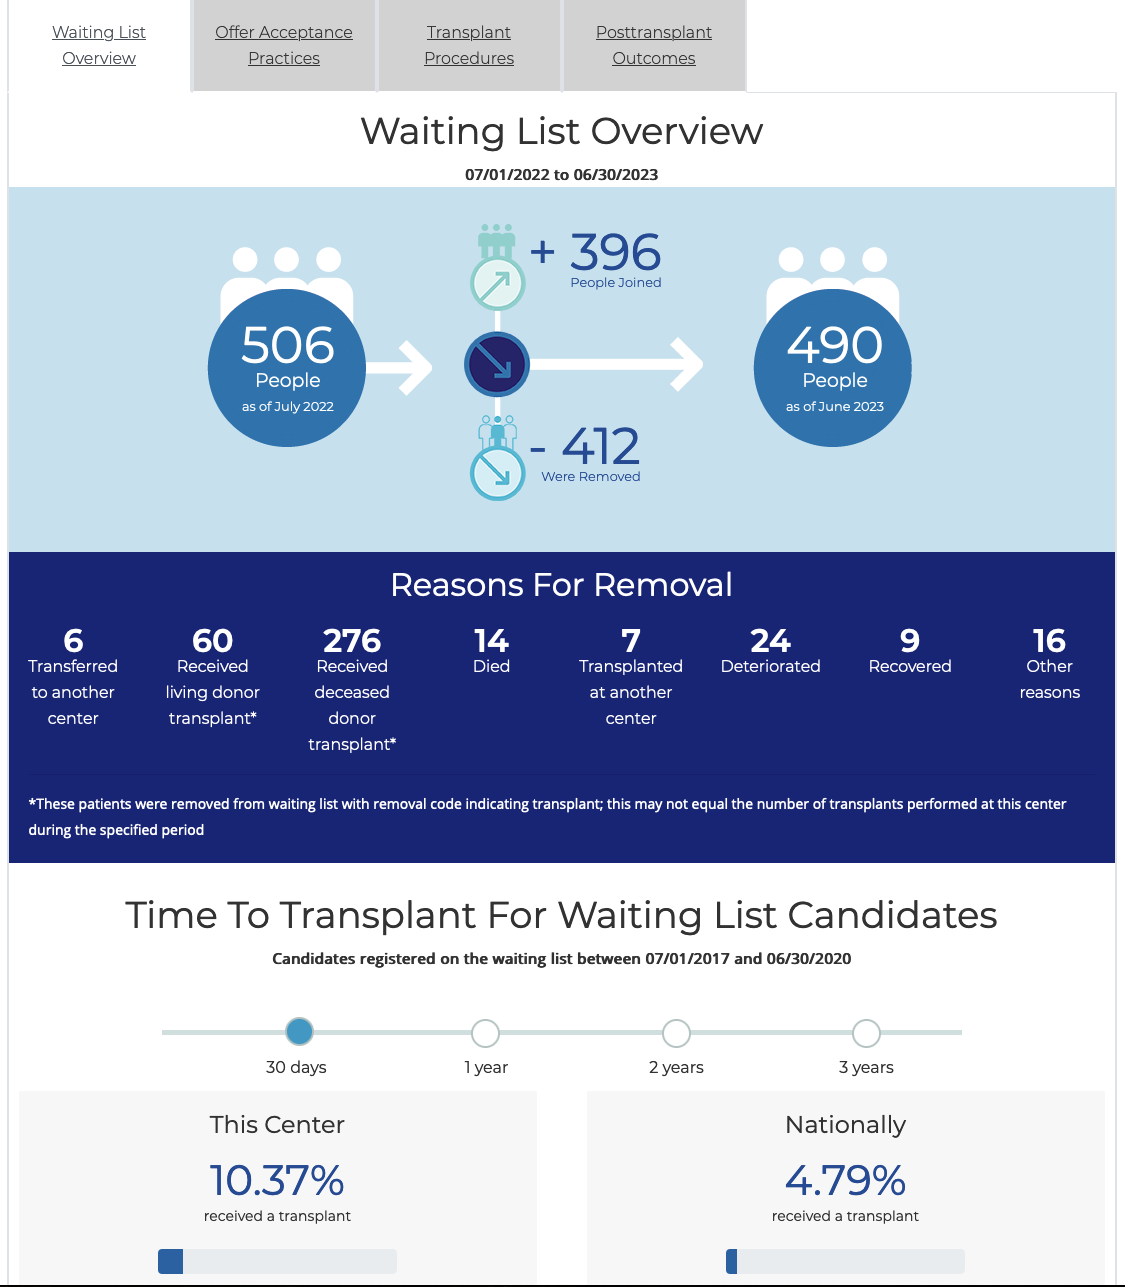 Waiting List
Overview
Offer Acceptance
Practices
Transplant
Procedures
Posttransplant
Outcomes
Waiting List Overview
07/01/2022 to 06/30/2023
506
People
as of July 2022
+ 396
People Joined
- 412
Were Removed
490
People
as of June 2023
Reasons For Removal
6
Transferred
to another
center
60
Received
living donor
transplant*
276
Received
deceased
donor
transplant*
14
Died
7
Transplanted
at another
center
24
Deteriorated
9
Recovered
16
Other
reasons
*These patients were removed from waiting list with removal code indicating transplant; this may not equal the number of transplants performed at this center
during the specified period
Time To Transplant For Waiting List Candidates
Candidates registered on the waiting list between 07/01/2017 and 06/30/2020
30 days
1 year
2 years
3 years
This Center
10.37%
received a transplant
Nationally
4.79%
received a transplant